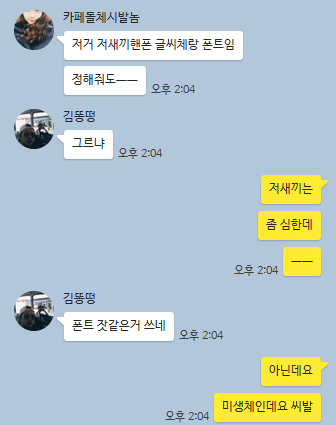 카페돌체시발놈
저거 저새끼핸폰 글씨체랑 폰트임
정해줘도ㅡㅡ
오후 2:04
김똥떵
그르냐
오후 2:04
저새끼는
좀 심한데
ㅡㅡ
오후 2:04
김똥떵
폰트 잣같은거 쓰네
오후 2:04
아닌데요
미생체인데요 씨발
오후 2:04